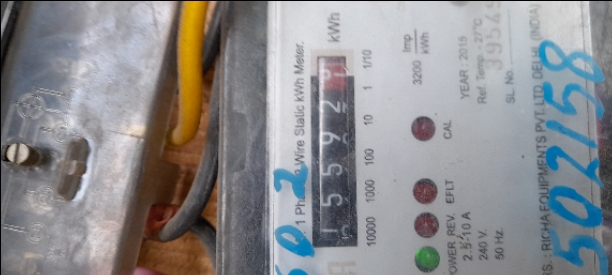 1 Ph 2 Wire Static kWh Meter.
kWh
15592
10000 1000 100 10 1 1/10
3200 Imp/kWh
CAL
EFLT
REV.
POWER
2.5-10 A
240 V.
50 Hz.
YEAR : 2015
Ref. Temp. - 27°C
SL. No.
39545
RICHA EQUIPMENTS PVT. LTD. DELHI (INDIA)
502158